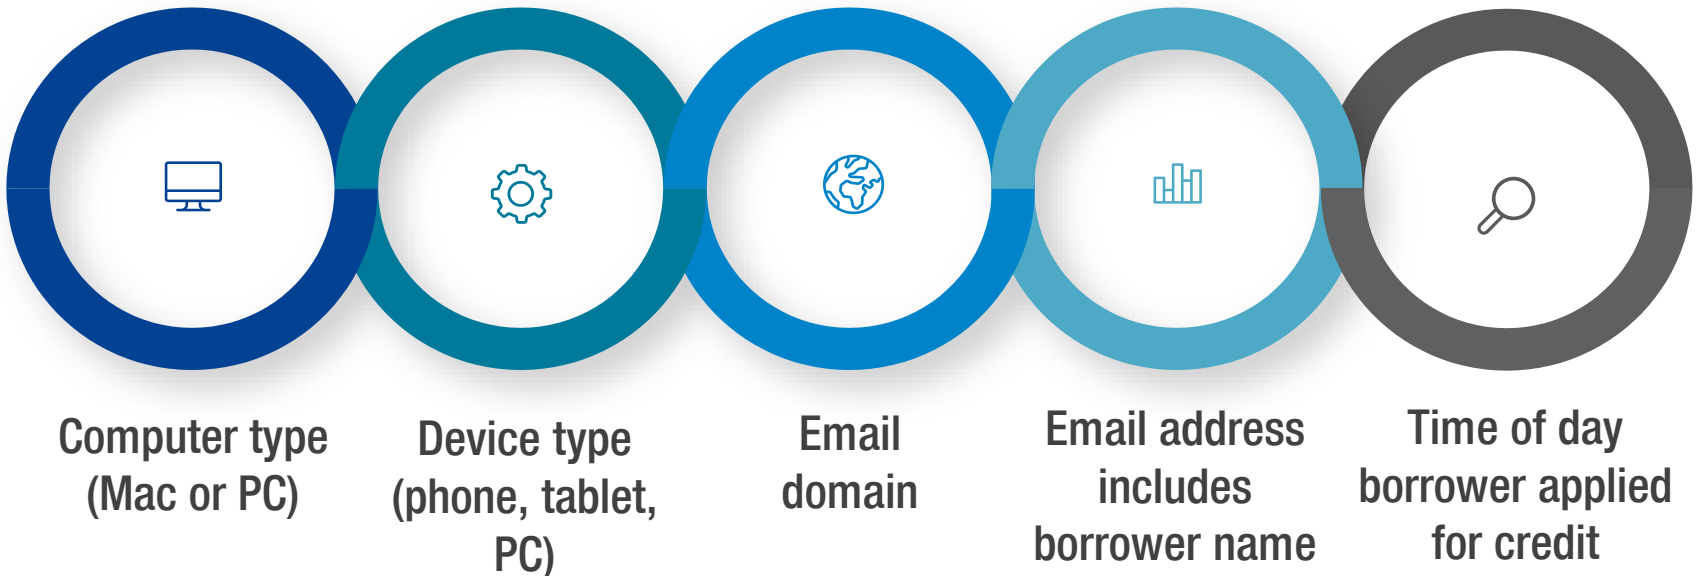 Computer type
(Mac or PC)
Device type
(phone, tablet,
PC)
Email
domain
Email address
includes
borrower name
Time of day
borrower applied
for credit